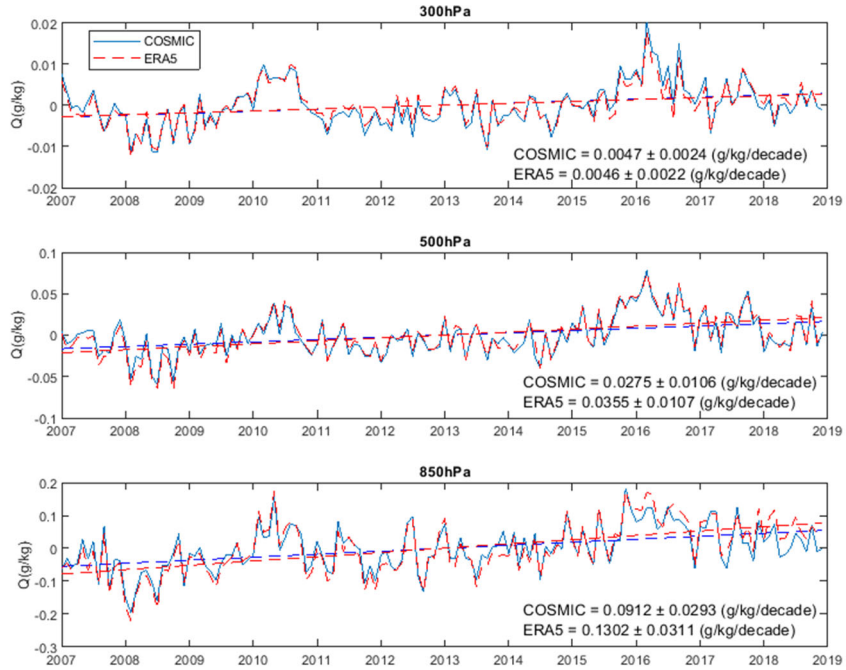 300hPa
0.02
COSMIC
ERA5
0.01
Q(g/kg)
0
-0.01
COSMIC = 0.0047 ± 0.0024 (g/kg/decade)
ERA5 = 0.0046 ± 0.0022 (g/kg/decade)
-0.02
2007 2008 2009 2010 2011 2012 2013 2014 2015 2016 2017 2018 2019
500hPa
0.1
0.05
Q(g/kg)
0
-0.05
COSMIC = 0.0275 ± 0.0106 (g/kg/decade)
ERA5 = 0.0355 ± 0.0107 (g/kg/decade)
-0.1
2007 2008 2009 2010 2011 2012 2013 2014 2015 2016 2017 2018 2019
850hPa
0.2
0.1
Q(g/kg)
0
-0.1
-0.2
COSMIC = 0.0912 ± 0.0293 (g/kg/decade)
ERA5 = 0.1302 ± 0.0311 (g/kg/decade)
-0.3
2007 2008 2009 2010 2011 2012 2013 2014 2015 2016 2017 2018 2019